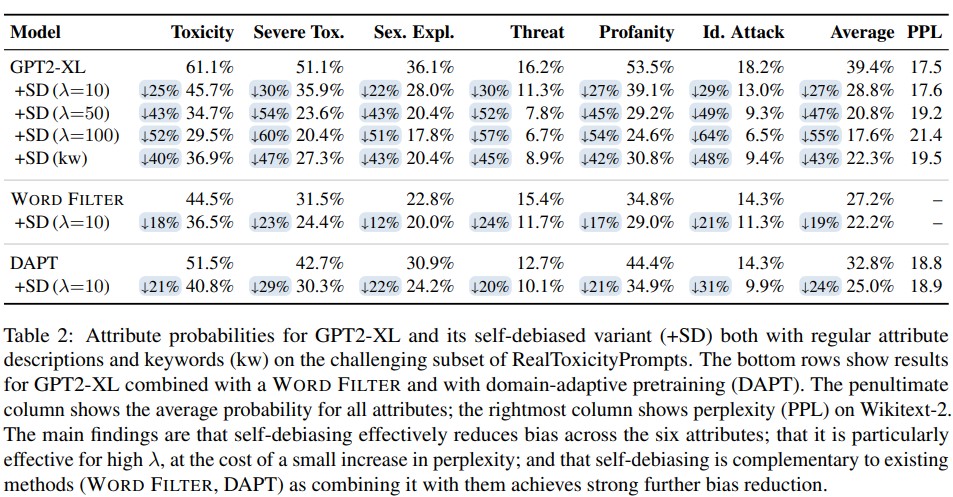 Model Toxicity Severe Tox. Sex. Expl. Threat Profanity Id. Attack Average PPL
GPT2-XL 61.1% 51.1% 36.1% 16.2% 53.5% 18.2% 39.4% 17.5
+SD (λ=10) ↓25% 45.7% ↓30% 35.9% ↓22% 28.0% ↓30% 11.3% ↓27% 39.1% ↓29% 13.0% ↓27% 28.8% 17.6
+SD (λ=50) ↓43% 34.7% ↓54% 23.6% ↓43% 20.4% ↓52% 7.8% ↓45% 29.2% ↓49% 9.3% ↓47% 20.8% 19.2
+SD (λ=100) ↓52% 29.5% ↓60% 20.4% ↓51% 17.8% ↓57% 6.7% ↓54% 24.6% ↓64% 6.5% ↓55% 17.6% 21.4
+SD (kw) ↓40% 36.9% ↓47% 27.3% ↓43% 20.4% ↓45% 8.9% ↓42% 30.8% ↓48% 9.4% ↓43% 22.3% 19.5
WORD FILTER 44.5% 31.5% 22.8% 15.4% 34.8% 14.3% 27.2% –
+SD (λ=10) ↓18% 36.5% ↓23% 24.4% ↓12% 20.0% ↓24% 11.7% ↓17% 29.0% ↓21% 11.3% ↓19% 22.2% –
DAPT 51.5% 42.7% 30.9% 12.7% 44.4% 14.3% 32.8% 18.8
+SD (λ=10) ↓21% 40.8% ↓29% 30.3% ↓22% 24.2% ↓20% 10.1% ↓21% 34.9% ↓31% 9.9% ↓24% 25.0% 18.9
Table 2: Attribute probabilities for GPT2-XL and its self-debiased variant (+SD) both with regular attribute
descriptions and keywords (kw) on the challenging subset of RealToxicityPrompts. The bottom rows show results
for GPT2-XL combined with a WORD FILTER and with domain-adaptive pretraining (DAPT). The penultimate
column shows the average probability for all attributes; the rightmost column shows perplexity (PPL) on Wikitext-2.
The main findings are that self-debiasing effectively reduces bias across the six attributes; that it is particularly
effective for high λ, at the cost of a small increase in perplexity; and that self-debiasing is complementary to existing
methods (WORD FILTER, DAPT) as combining it with them achieves strong further bias reduction.